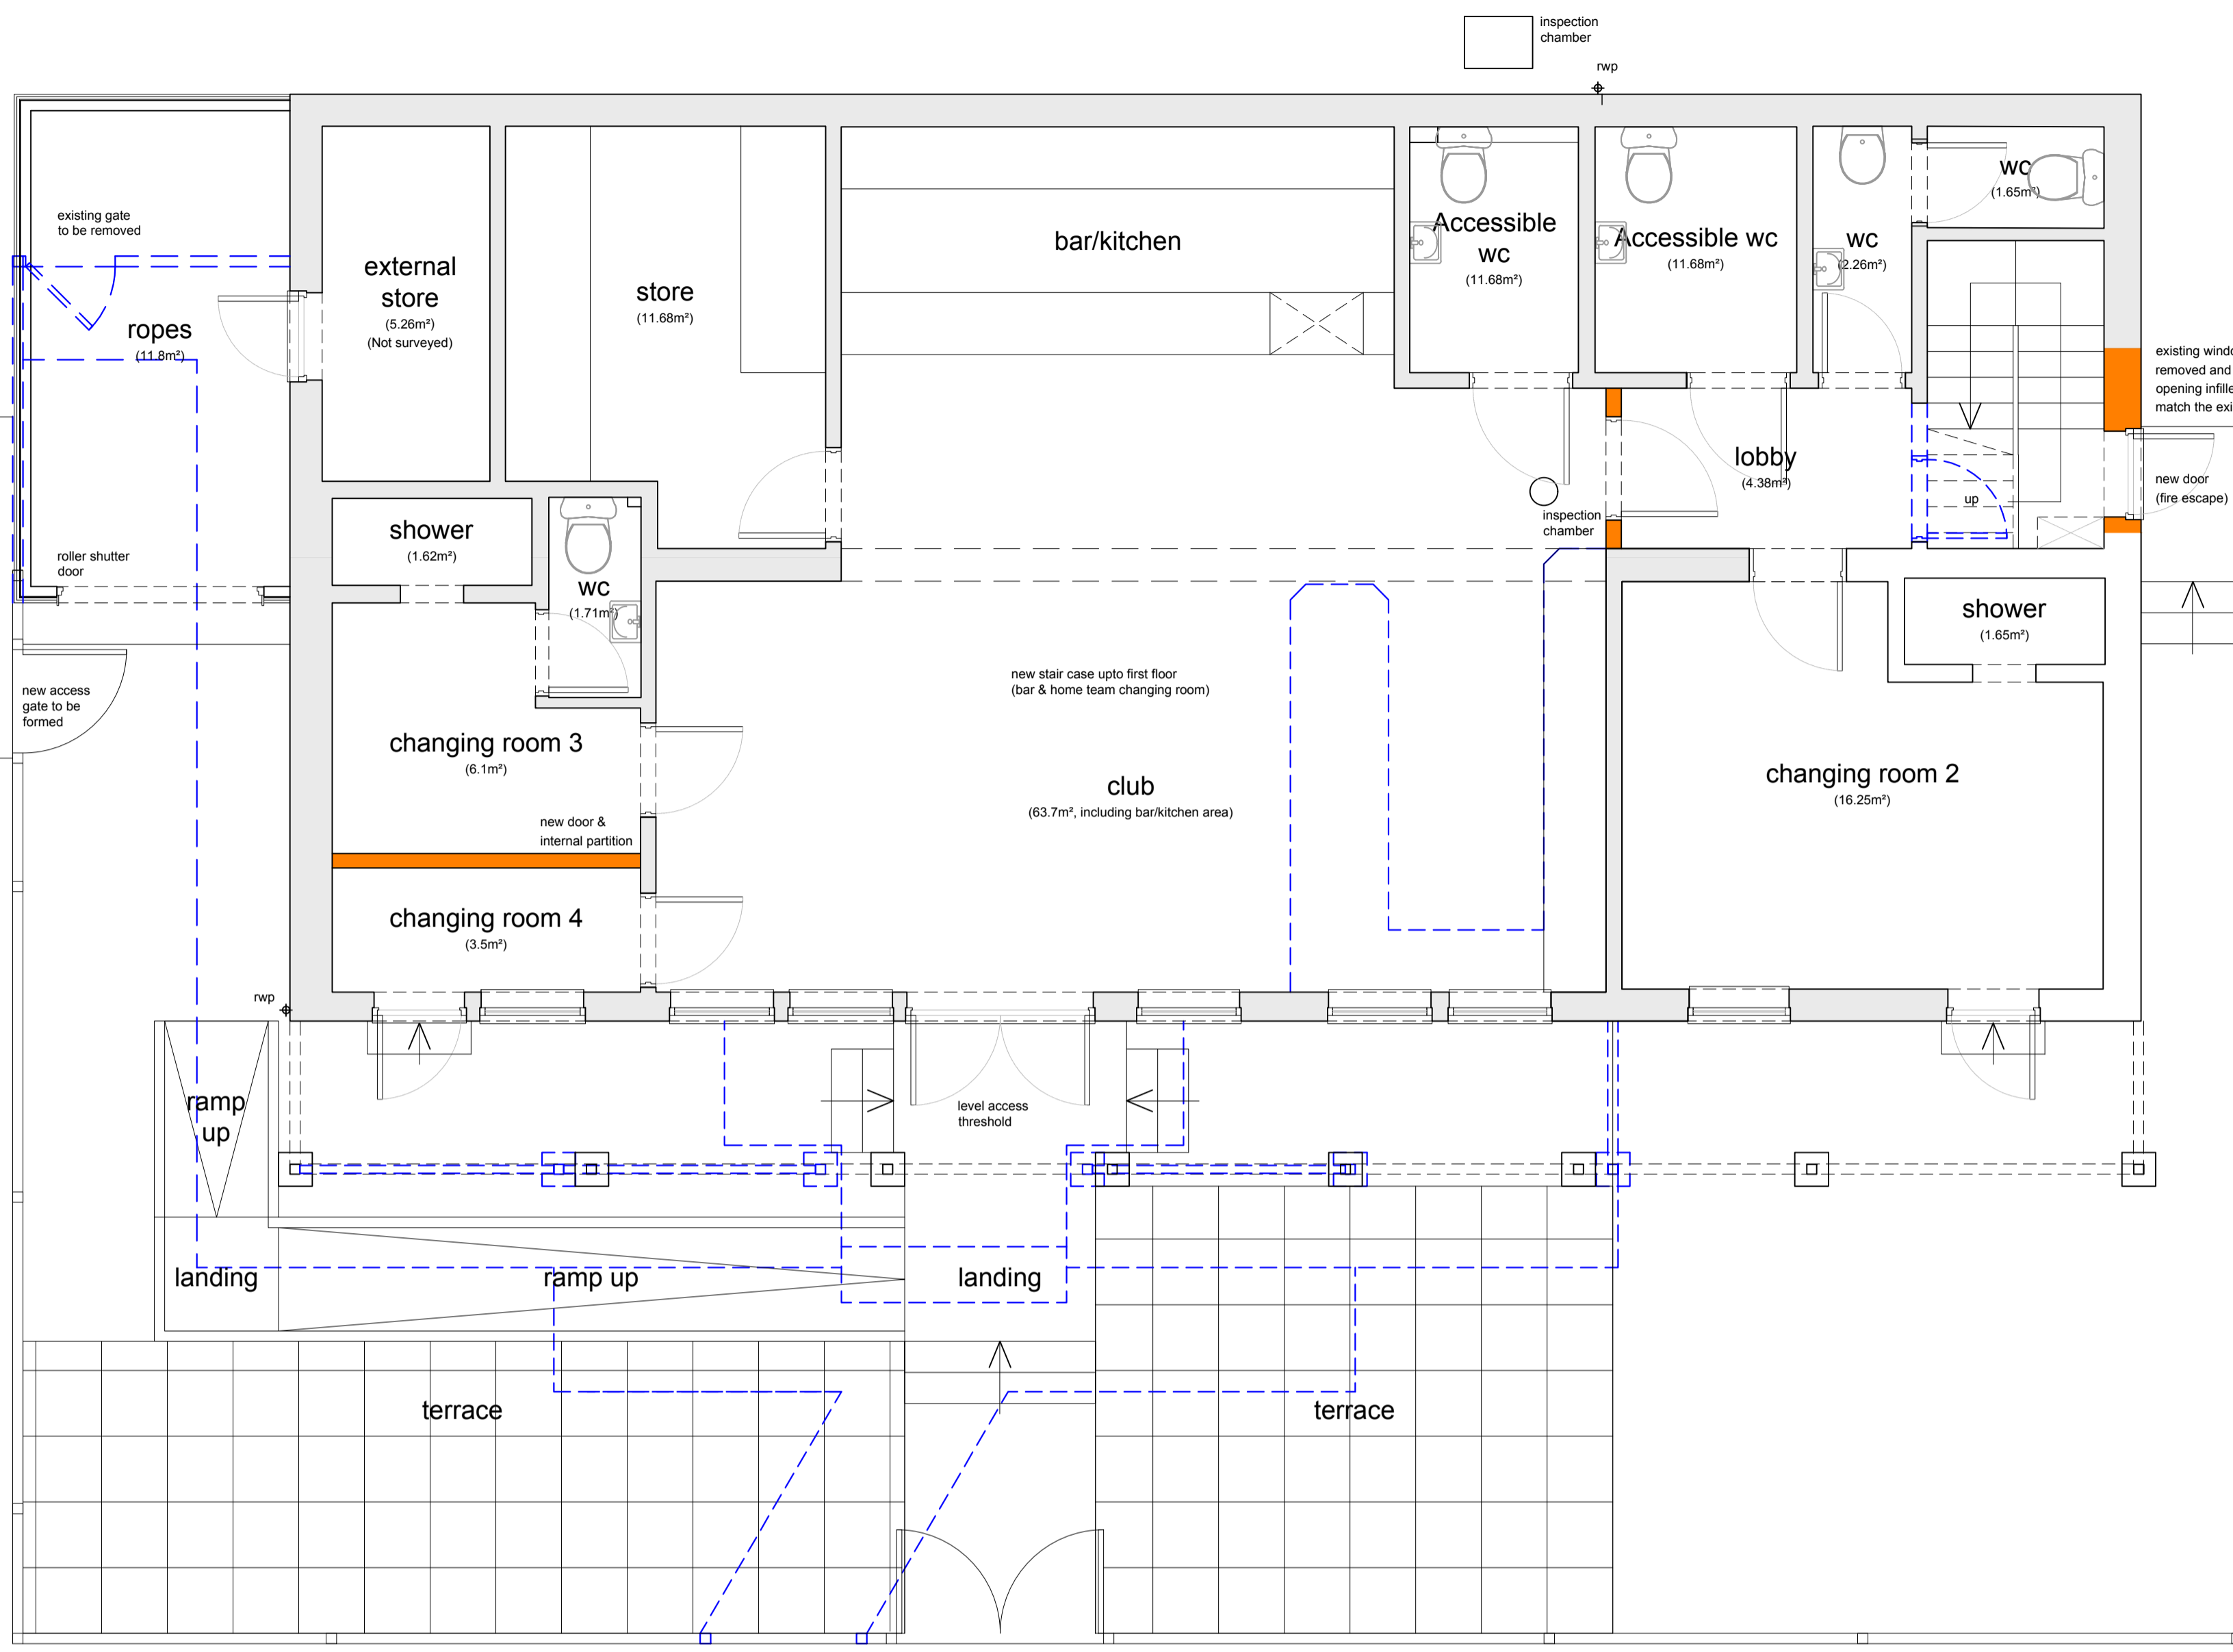 inspection
chamber
rwp
existing gate
to be removed
ropes
(11.8m²)
roller shutter
door
external
store
(5.26m²)
(Not surveyed)
store
(11.68m²)
bar/kitchen
Accessible
wc
(11.68m²)
Accessible wc
(11.68m²)
wc
(2.26m²)
wc
(1.65m²)
existing windo
removed and
opening infille
match the exi
lobby
(4.38m²)
up
new door
(fire escape)
inspection
chamber
shower
(1.62m²)
wc
(1.71m²)
shower
(1.65m²)
new access
gate to be
formed
new stair case upto first floor
(bar & home team changing room)
changing room 3
(6.1m²)
new door &
internal partition
club
(63.7m², including bar/kitchen area)
changing room 2
(16.25m²)
changing room 4
(3.5m²)
rwp
ramp
up
level access
threshold
landing
ramp up
landing
terrace
terrace